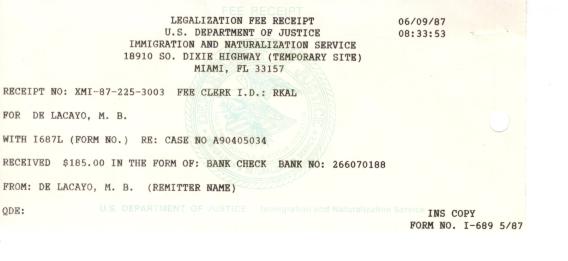 FEE RECEIPT
LEGALIZATION FEE RECEIPT 06/09/87
U.S. DEPARTMENT OF JUSTICE 08:33:53
IMMIGRATION AND NATURALIZATION SERVICE
18910 SO. DIXIE HIGHWAY (TEMPORARY SITE)
MIAMI, FL 33157
RECEIPT NO: XMI-87-225-3003 FEE CLERK I.D.: RKAL
FOR DE LACAYO, M. B.
WITH I687L (FORM NO.) RE: CASE NO A90405034
RECEIVED $185.00 IN THE FORM OF: BANK CHECK BANK NO: 266070188
FROM: DE LACAYO, M. B. (REMITTER NAME)
QDE: U.S. DEPARTMENT OF JUSTICE Immigration and Naturalization Service
INS COPY
FORM NO. I-689 5/87